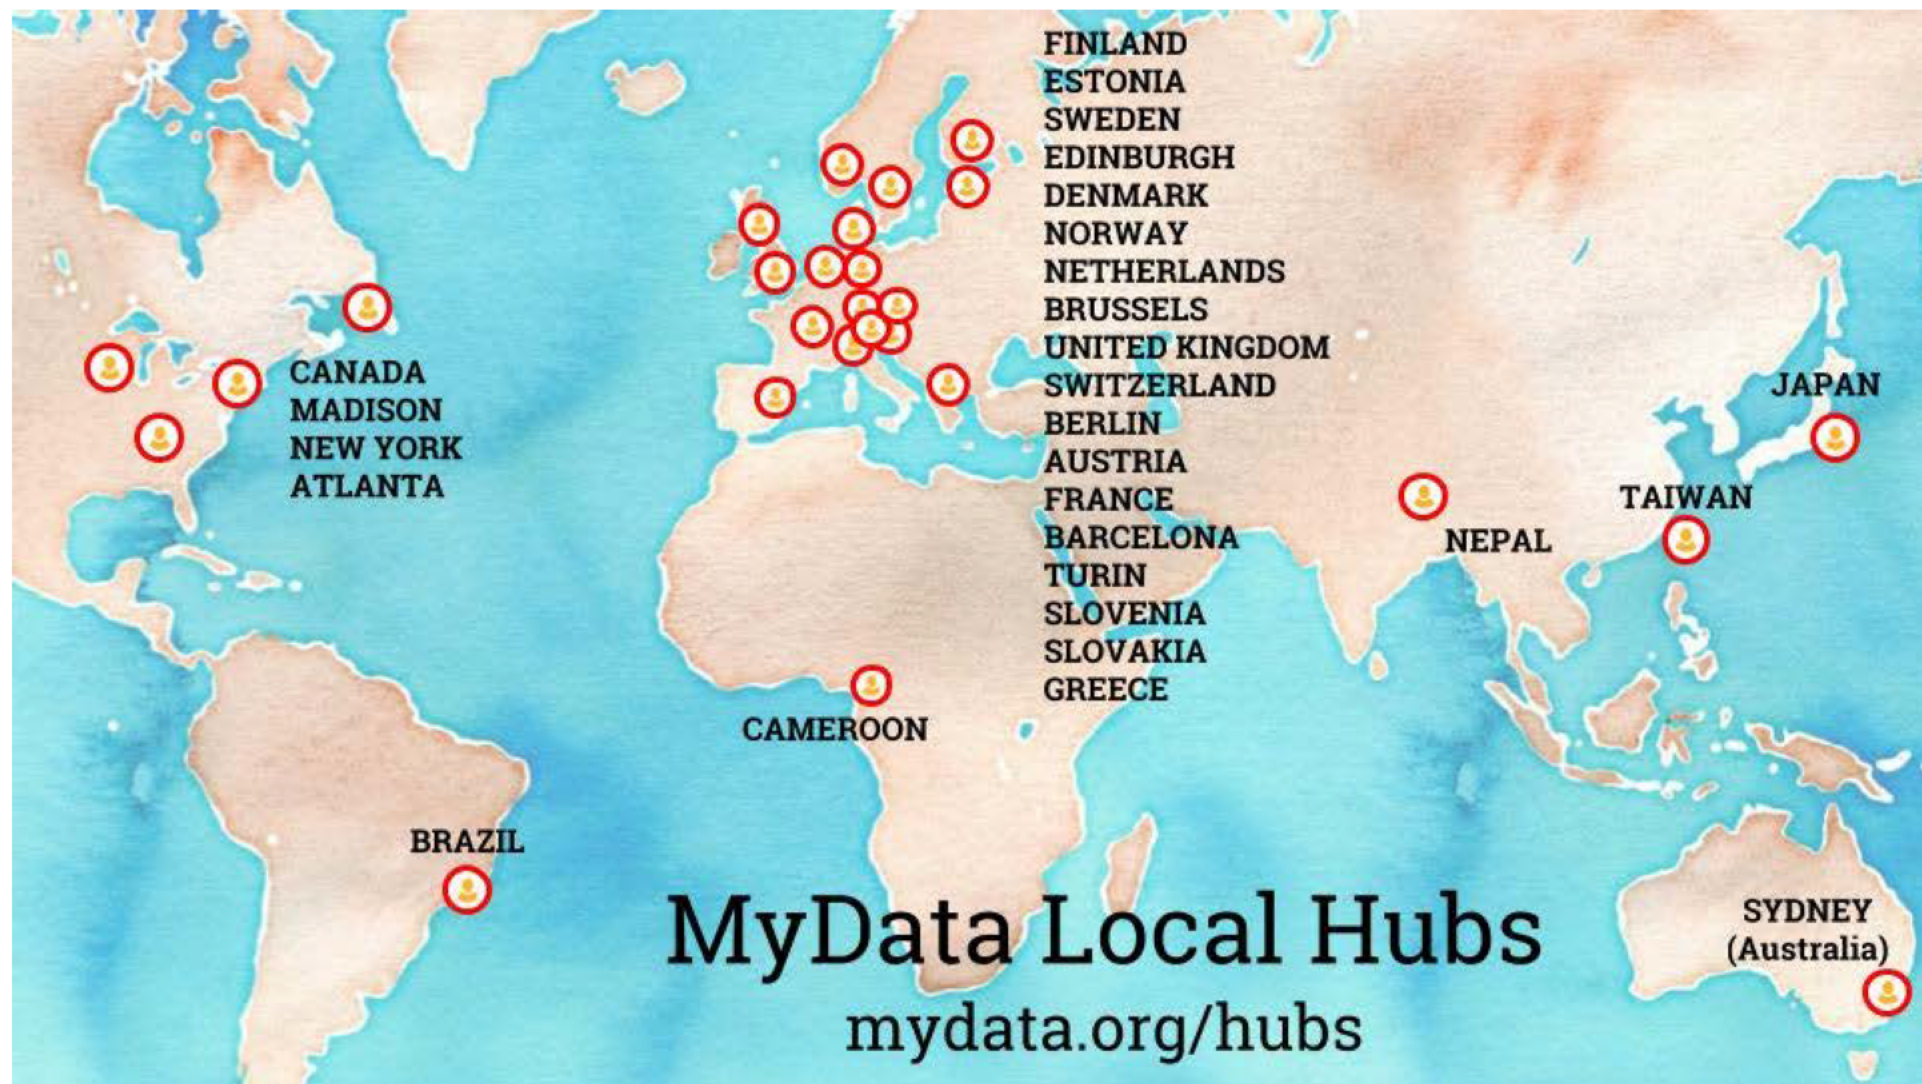 FINLAND
ESTONIA
SWEDEN
EDINBURGH
DENMARK
NORWAY
NETHERLANDS
BRUSSELS
UNITED KINGDOM
SWITZERLAND
BERLIN
AUSTRIA
FRANCE
BARCELONA
TURIN
SLOVENIA
SLOVAKIA
GREECE
CANADA
MADISON
NEW YORK
ATLANTA
JAPAN
TAIWAN
NEPAL
CAMEROON
BRAZIL
SYDNEY
(Australia)
MyData Local Hubs
mydata.org/hubs